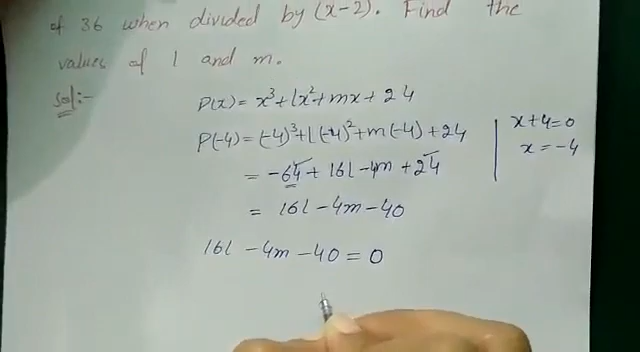 of 36 when divided by (x-2). Find the
values of l and m.
Sol:-
P(x) = x³ + lx² + mx + 24
P(-4) = (-4)³ + l(-4)² + m(-4) + 24
= -64 + 16l - 4m + 24
= 16l - 4m - 40
16l - 4m - 40 = 0
x + 4 = 0
x = -4